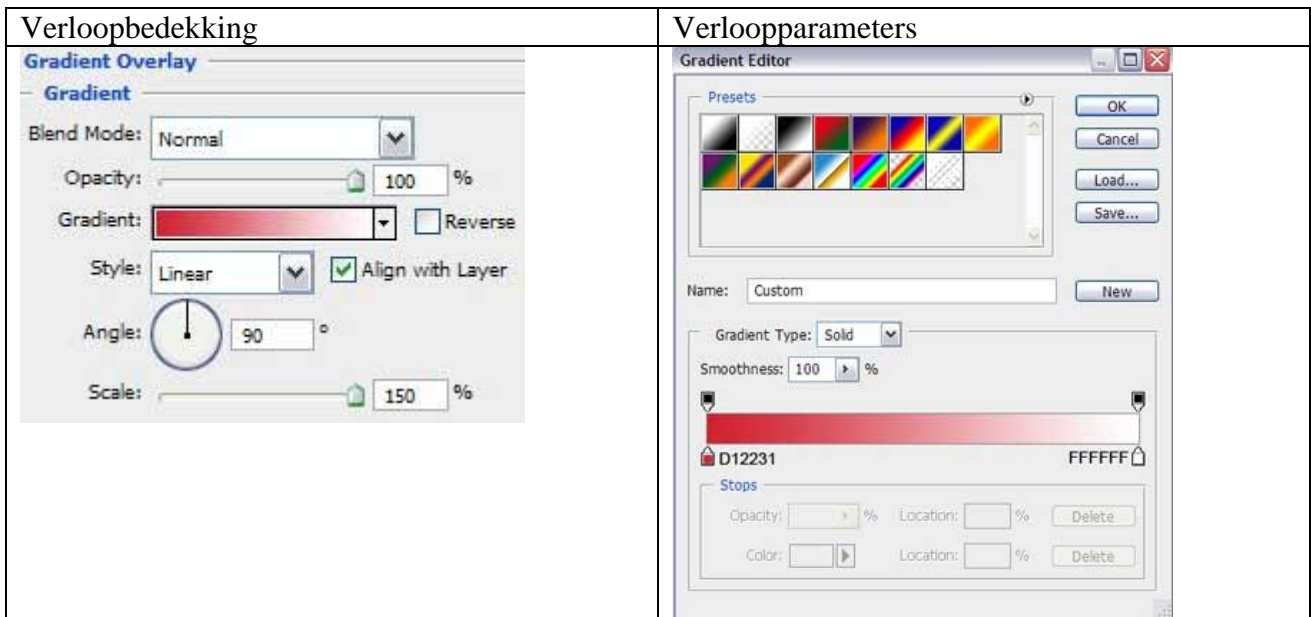 Verloopbedekking
Gradient Overlay
Gradient
Blend Mode: Normal
Opacity: 100 %
Gradient: Reverse
Style: Linear Align with Layer
Angle: 90 °
Scale: 150 %
Verloopparameters
Gradient Editor
Presets
OK
Cancel
Load...
Save...
Name: Custom New
Gradient Type: Solid
Smoothness: 100 %
D12231 FFFFFF
Stops
Opacity: % Location: % Delete
Color: Location: % Delete